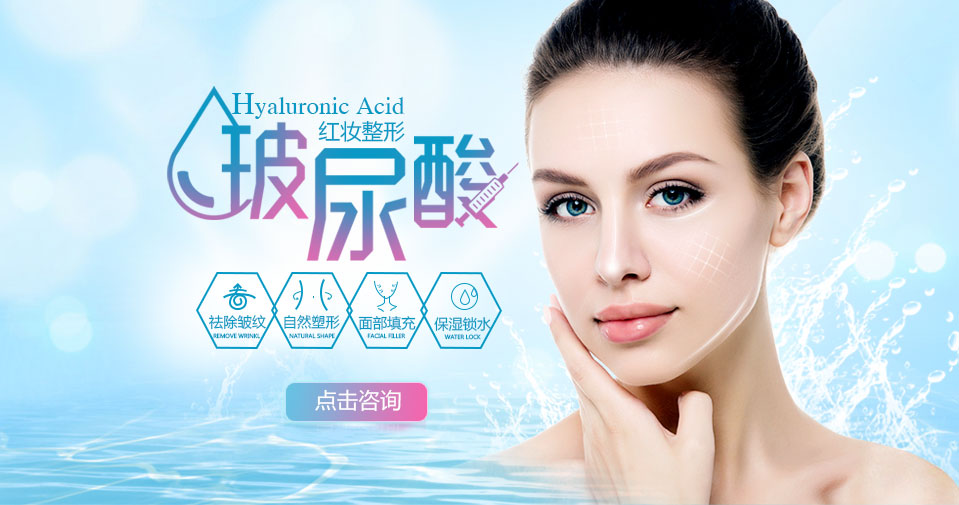 Hyaluronic Acid
红妆整形
玻尿酸
祛除皱纹
REMOVE WRINKL
自然塑形
NATURAL SHAPE
面部填充
FACIAL FILLER
保湿锁水
WATER LOCK
点击咨询